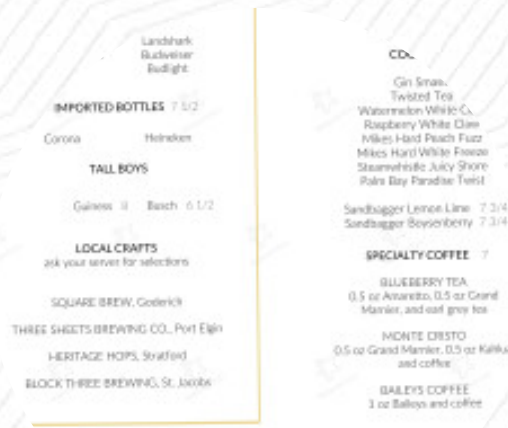 Landshark
Budweiser
Budlight
IMPORTED BOTTLES 7 1/2
Corona Heineken
TALL BOYS
Guiness 8 Busch 6 1/2
LOCAL CRAFTS
ask your server for selections
SQUARE BREW, Goderich
THREE SHEETS BREWING CO., Port Elgin
HERITAGE HOPS, Stratford
BLOCK THREE BREWING, St. Jacobs
Gin
Twisted Tea
Watermelon White
Raspberry White Claw
Mikes Hard Peach Fuzz
Mikes Hard White Freeze
Steamwhistle Juicy Shore
Palm Bay Paradise Twist
Sandbagger Lemon Lime 7 3/4
Sandbagger Boysenberry 7 3/4
SPECIALTY COFFEE 7
BLUEBERRY TEA
0.5 oz Amaretto, 0.5 oz Grand
Marnier, and earl grey tea
MONTE CRISTO
0.5 oz Grand Marnier, 0.5 oz
and coffee
BAILEYS COFFEE
1 oz Baileys and coffee